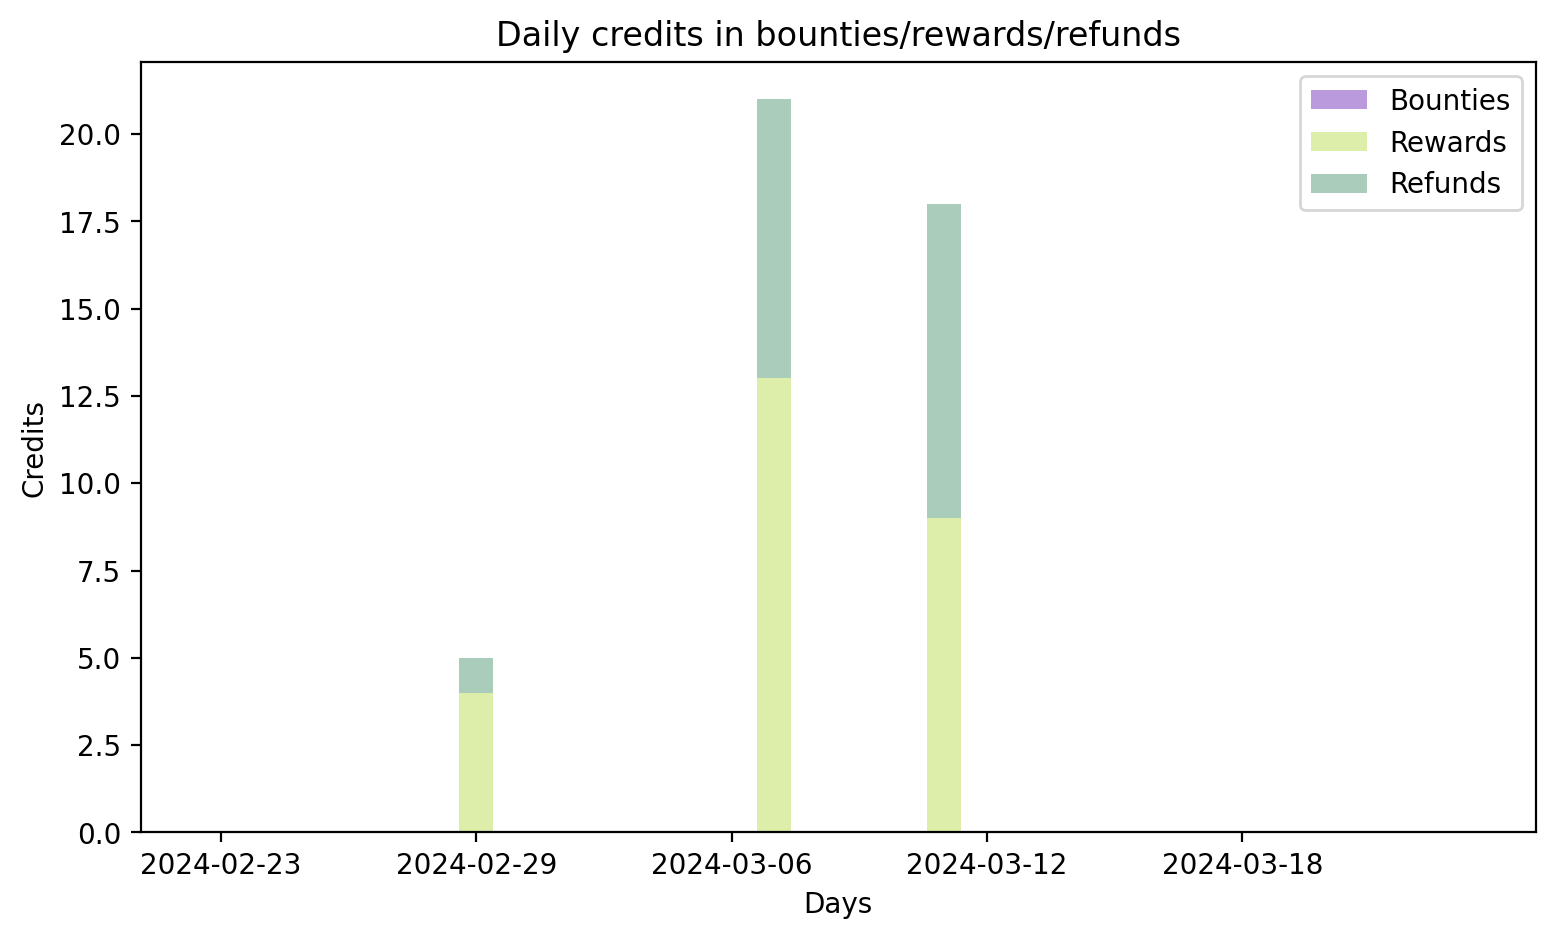 Daily credits in bounties/rewards/refunds
Bounties
Rewards
Refunds
Credits
20.0
17.5
15.0
12.5
10.0
7.5
5.0
2.5
0.0
2024-02-23 2024-02-29 2024-03-06 2024-03-12 2024-03-18
Days